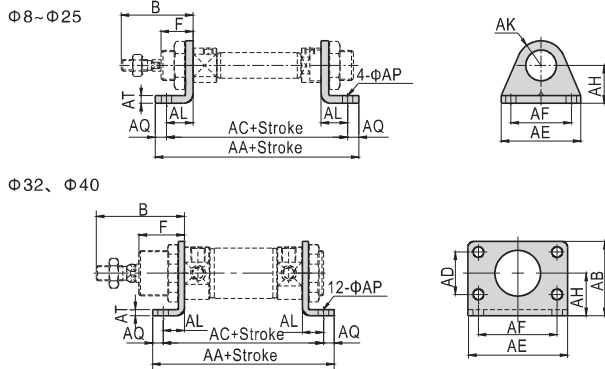 Φ8~Φ25
B
F
AK
4-ΦAP
AT
AL
AL
AQ
AC+Stroke
AQ
AA+Stroke
AH
AF
AE
Φ32、Φ40
B
F
12-ΦAP
AT
AL
AL
AQ
AC+Stroke
AQ
AA+Stroke
AD
AH
AB
AF
AE